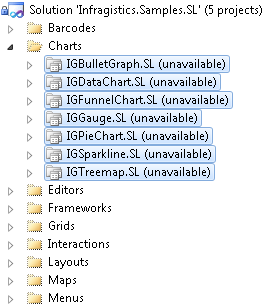 Solution 'Infragistics.Samples.SL' (5 projects)
Barcodes
Charts
IGBulletGraph.SL (unavailable)
IGDataChart.SL (unavailable)
IGFunnelChart.SL (unavailable)
IGGauge.SL (unavailable)
IGPieChart.SL (unavailable)
IGSparkline.SL (unavailable)
IGTreemap.SL (unavailable)
Editors
Frameworks
Grids
Interactions
Layouts
Maps
Menus